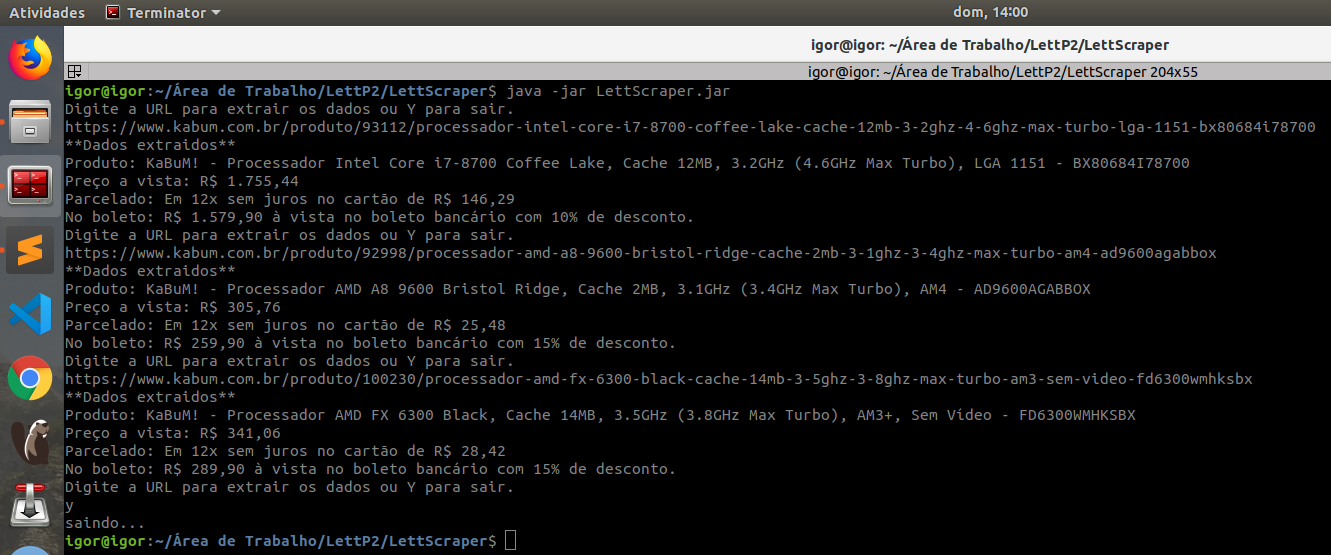 Atividades
Terminator
dom, 14:00
igor@igor: ~/Área de Trabalho/LettP2/LettScraper
igor@igor: ~/Área de Trabalho/LettP2/LettScraper 204x55
igor@igor:~/Área de Trabalho/LettP2/LettScraper$ java -jar LettScraper.jar
Digite a URL para extrair os dados ou Y para sair.
https://www.kabum.com.br/produto/93112/processador-intel-core-i7-8700-coffee-lake-cache-12mb-3-2ghz-4-6ghz-max-turbo-lga-1151-bx80684i78700
**Dados extraidos**
Produto: KaBuM! - Processador Intel Core i7-8700 Coffee Lake, Cache 12MB, 3.2GHz (4.6GHz Max Turbo), LGA 1151 - BX80684I78700
Preço a vista: R$ 1.755,44
Parcelado: Em 12x sem juros no cartão de R$ 146,29
No boleto: R$ 1.579,90 à vista no boleto bancário com 10% de desconto.
Digite a URL para extrair os dados ou Y para sair.
https://www.kabum.com.br/produto/92998/processador-amd-a8-9600-bristol-ridge-cache-2mb-3-1ghz-3-4ghz-max-turbo-am4-ad9600agabbox
**Dados extraidos**
Produto: KaBuM! - Processador AMD A8 9600 Bristol Ridge, Cache 2MB, 3.1GHz (3.4GHz Max Turbo), AM4 - AD9600AGABBOX
Preço a vista: R$ 305,76
Parcelado: Em 12x sem juros no cartão de R$ 25,48
No boleto: R$ 259,90 à vista no boleto bancário com 15% de desconto.
Digite a URL para extrair os dados ou Y para sair.
https://www.kabum.com.br/produto/100230/processador-amd-fx-6300-black-cache-14mb-3-5ghz-3-8ghz-max-turbo-am3-sem-video-fd6300wmhksbx
**Dados extraidos**
Produto: KaBuM! - Processador AMD FX 6300 Black, Cache 14MB, 3.5GHz (3.8GHz Max Turbo), AM3+, Sem Vídeo - FD6300WMHKSBX
Preço a vista: R$ 341,06
Parcelado: Em 12x sem juros no cartão de R$ 28,42
No boleto: R$ 289,90 à vista no boleto bancário com 15% de desconto.
Digite a URL para extrair os dados ou Y para sair.
y
saindo...
igor@igor:~/Área de Trabalho/LettP2/LettScraper$